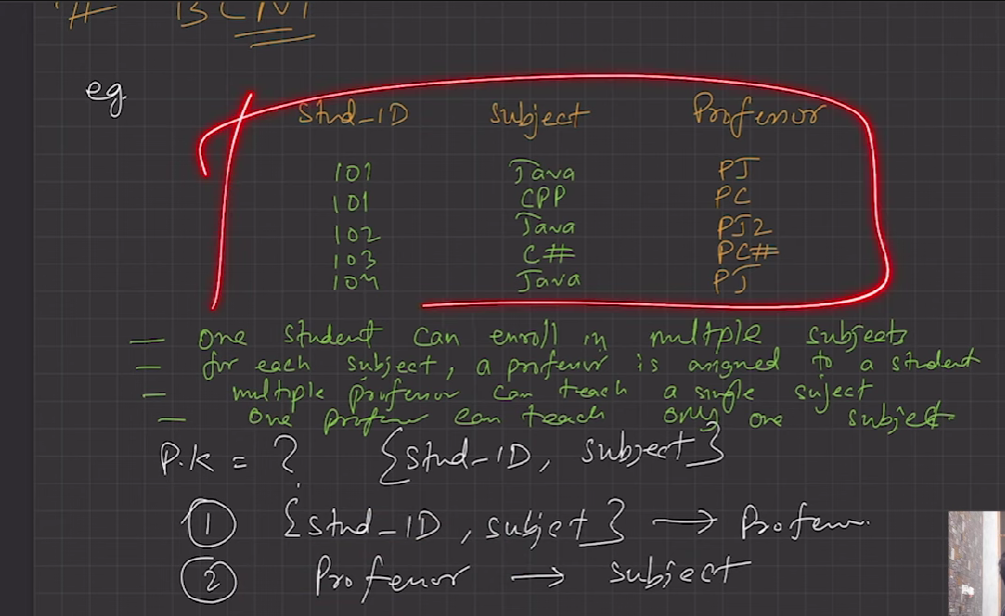 # BCNF
eg
Stud_ID Subject Professor
101 Java PJ
101 CPP PC
102 Java PJ2
103 C# PC#
104 Java PJ
— One student can enroll in multiple subjects
— for each subject, a professor is assigned to a student
— multiple professor can teach a single suject
— One profeser can teach only one subject
P.K = ? {Stud_ID, subject}
① {stud_ID, subject} → Professor
② Professor → subject